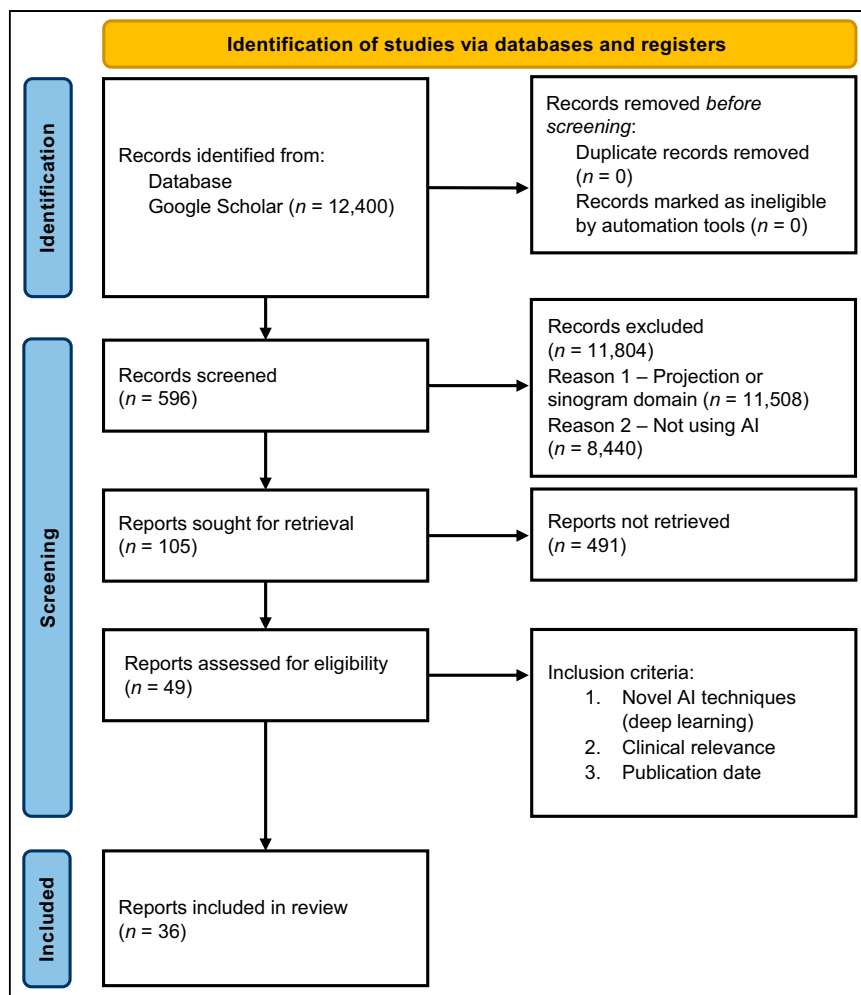 Identification of studies via databases and registers
Identification
Records identified from:
Database
Google Scholar (n = 12,400)
Records removed before
screening:
Duplicate records removed
(n = 0)
Records marked as ineligible
by automation tools (n = 0)
Screening
Records screened
(n = 596)
Records excluded
(n = 11,804)
Reason 1 – Projection or
sinogram domain (n = 11,508)
Reason 2 – Not using AI
(n = 8,440)
Reports sought for retrieval
(n = 105)
Reports not retrieved
(n = 491)
Reports assessed for eligibility
(n = 49)
Inclusion criteria:
1. Novel AI techniques
(deep learning)
2. Clinical relevance
3. Publication date
Included
Reports included in review
(n = 36)